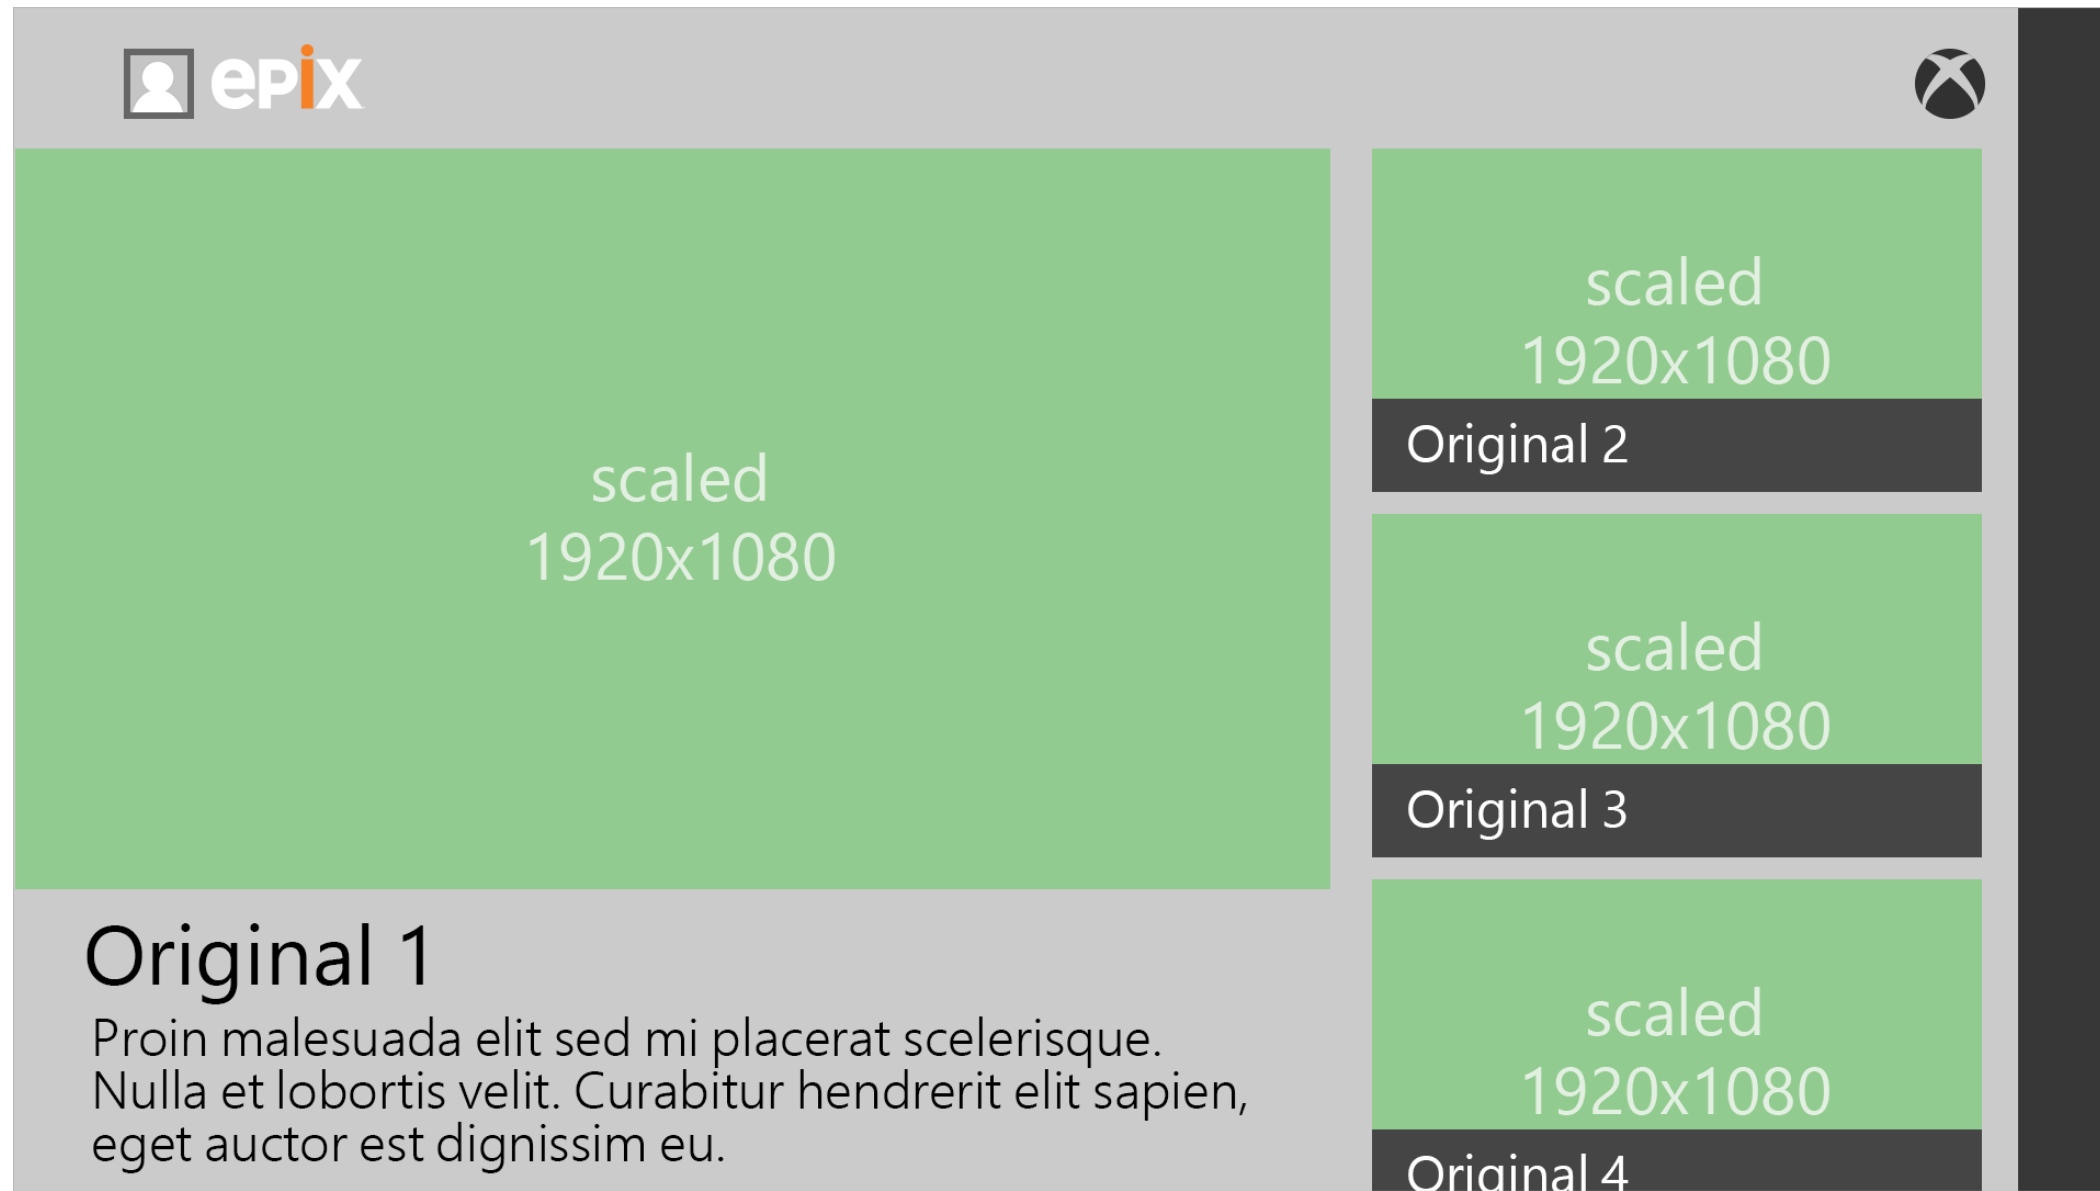 epix
scaled
1920x1080
Original 1
Proin malesuada elit sed mi placerat scelerisque.
Nulla et lobortis velit. Curabitur hendrerit elit sapien,
eget auctor est dignissim eu.
scaled
1920x1080
Original 2
scaled
1920x1080
Original 3
scaled
1920x1080
Original 4